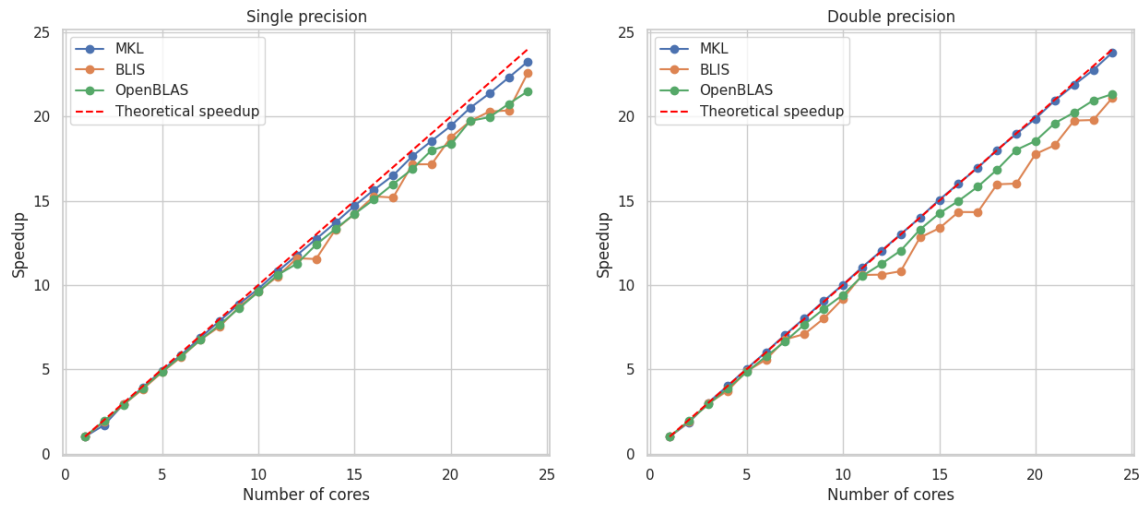 Single precision
MKL
BLIS
OpenBLAS
Theoretical speedup
25
20
15
10
5
0
Speedup
0 5 10 15 20 25
Number of cores
Double precision
MKL
BLIS
OpenBLAS
Theoretical speedup
25
20
15
10
5
0
Speedup
0 5 10 15 20 25
Number of cores